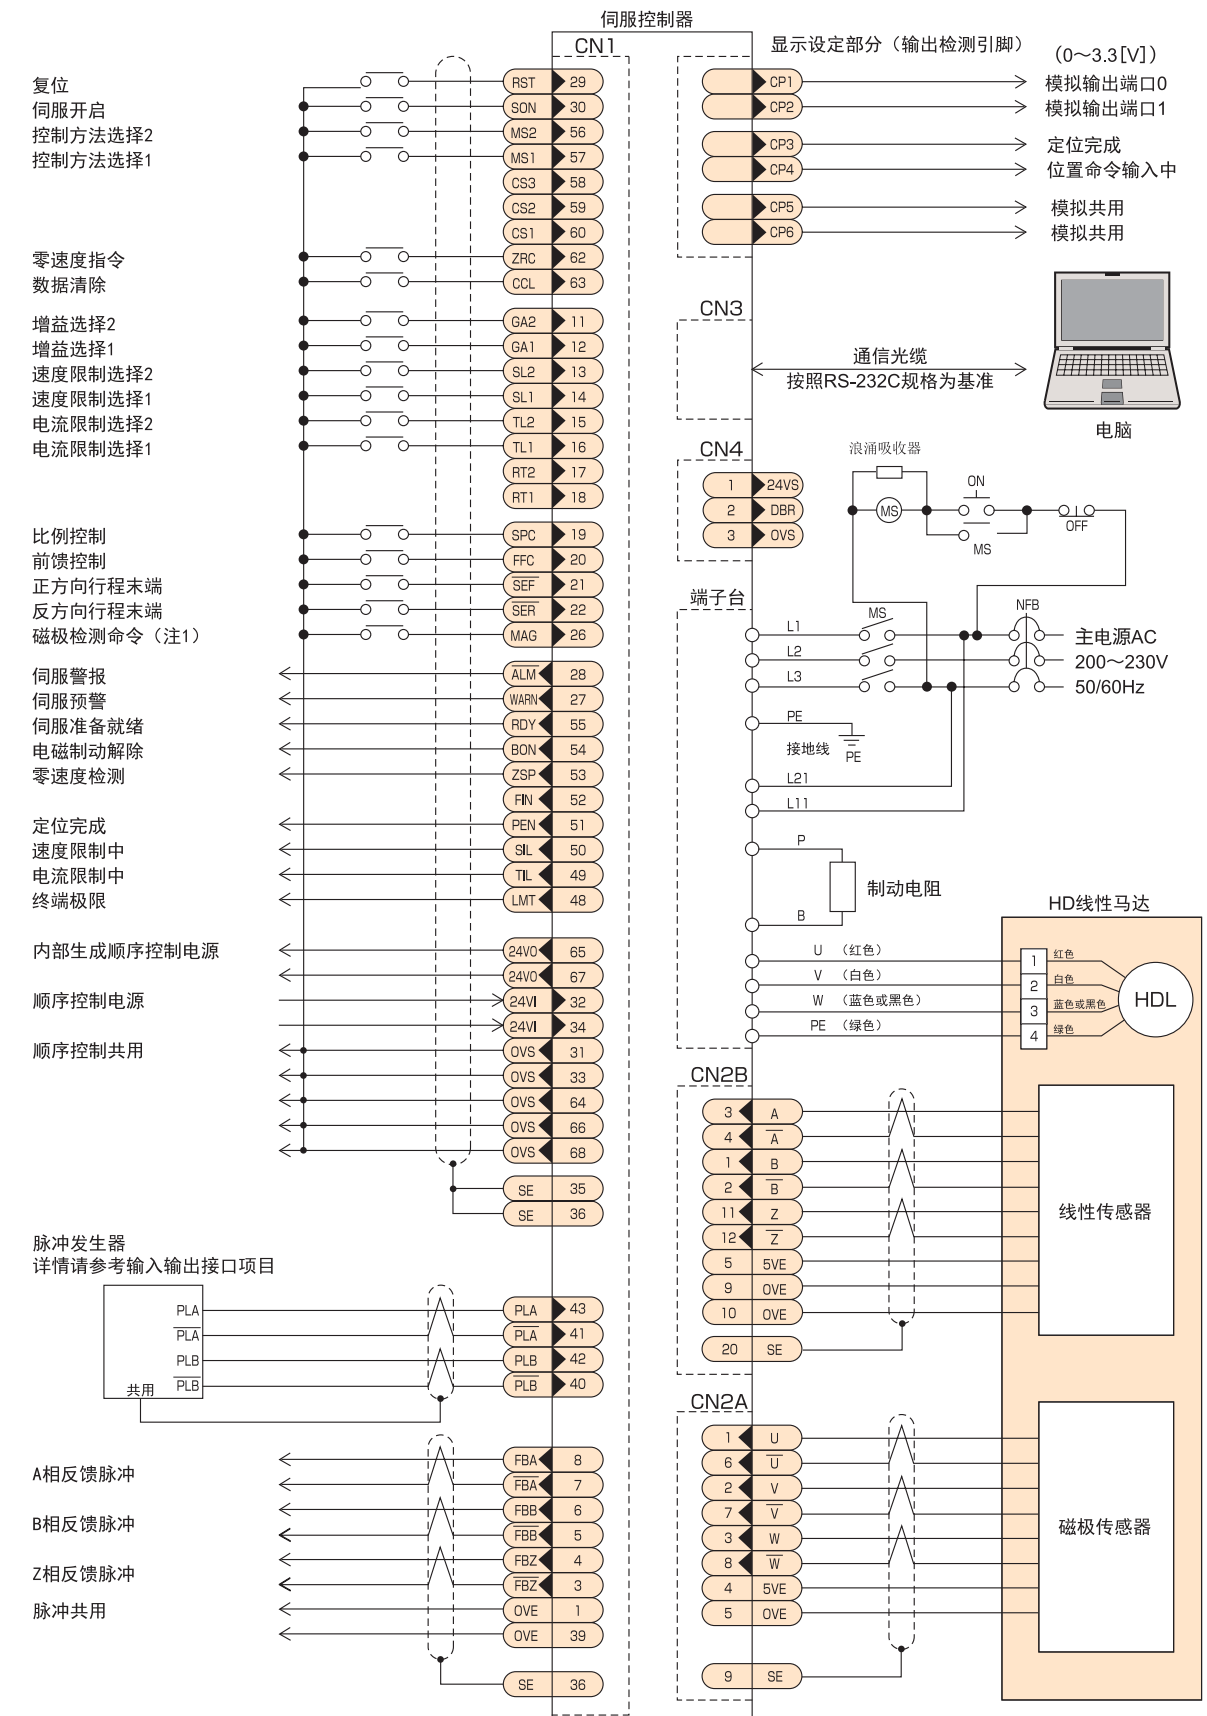 伺服控制器
CN1
显示设定部分（输出检测引脚）
（0～3.3[V]）
复位 RST 29
伺服开启 SON 30
控制方法选择2 MS2 56
控制方法选择1 MS1 57
CS3 58
CS2 59
CS1 60
零速度指令 ZRC 62
数据清除 CCL 63
增益选择2 GA2 11
增益选择1 GA1 12
速度限制选择2 SL2 13
速度限制选择1 SL1 14
电流限制选择2 TL2 15
电流限制选择1 TL1 16
RT2 17
RT1 18
比例控制 SPC 19
前馈控制 FFC 20
正方向行程末端 S̅E̅F̅ 21
反方向行程末端 S̅E̅R̅ 22
磁极检测命令（注1） MAG 26
伺服警报 A̅L̅M̅ 28
伺服预警 WARN 27
伺服准备就绪 RDY 55
电磁制动解除 BON 54
零速度检测 ZSP 53
FIN 52
定位完成 PEN 51
速度限制中 SIL 50
电流限制中 TIL 49
终端极限 LMT 48
内部生成顺序控制电源 24VO 65
24VO 67
顺序控制电源 24VI 32
24VI 34
顺序控制共用 OVS 31
OVS 33
OVS 64
OVS 66
OVS 68
SE 35
SE 36
脉冲发生器
详情请参考输入输出接口项目
PLA PLA 43
P̅L̅A̅ P̅L̅A̅ 41
PLB PLB 42
P̅L̅B̅ P̅L̅B̅ 40
共用
A相反馈脉冲
FBA 8
F̅B̅A̅ 7
B相反馈脉冲
FBB 6
F̅B̅B̅ 5
Z相反馈脉冲
FBZ 4
F̅B̅Z̅ 3
脉冲共用 OVE 1
OVE 39
SE 36
CP1 模拟输出端口0
CP2 模拟输出端口1
CP3 定位完成
CP4 位置命令输入中
CP5 模拟共用
CP6 模拟共用
CN3
通信光缆
按照RS-232C规格为基准
电脑
CN4
1 24VS
2 DBR
3 OVS
浪涌吸收器
MS
ON
MS
OFF
端子台
L1 MS NFB
L2
L3
主电源AC
200～230V
50/60Hz
PE
接地线
PE
L21
L11
P
制动电阻
B
HD线性马达
U （红色） 1 红色
V （白色） 2 白色
W （蓝色或黑色） 3 蓝色或黑色
PE （绿色） 4 绿色
HDL
CN2B
3 A
4 A̅
1 B
2 B̅
11 Z
12 Z̅
5 5VE
9 OVE
10 OVE
20 SE
线性传感器
CN2A
1 U
6 U̅
2 V
7 V̅
3 W
8 W̅
4 5VE
5 OVE
9 SE
磁极传感器